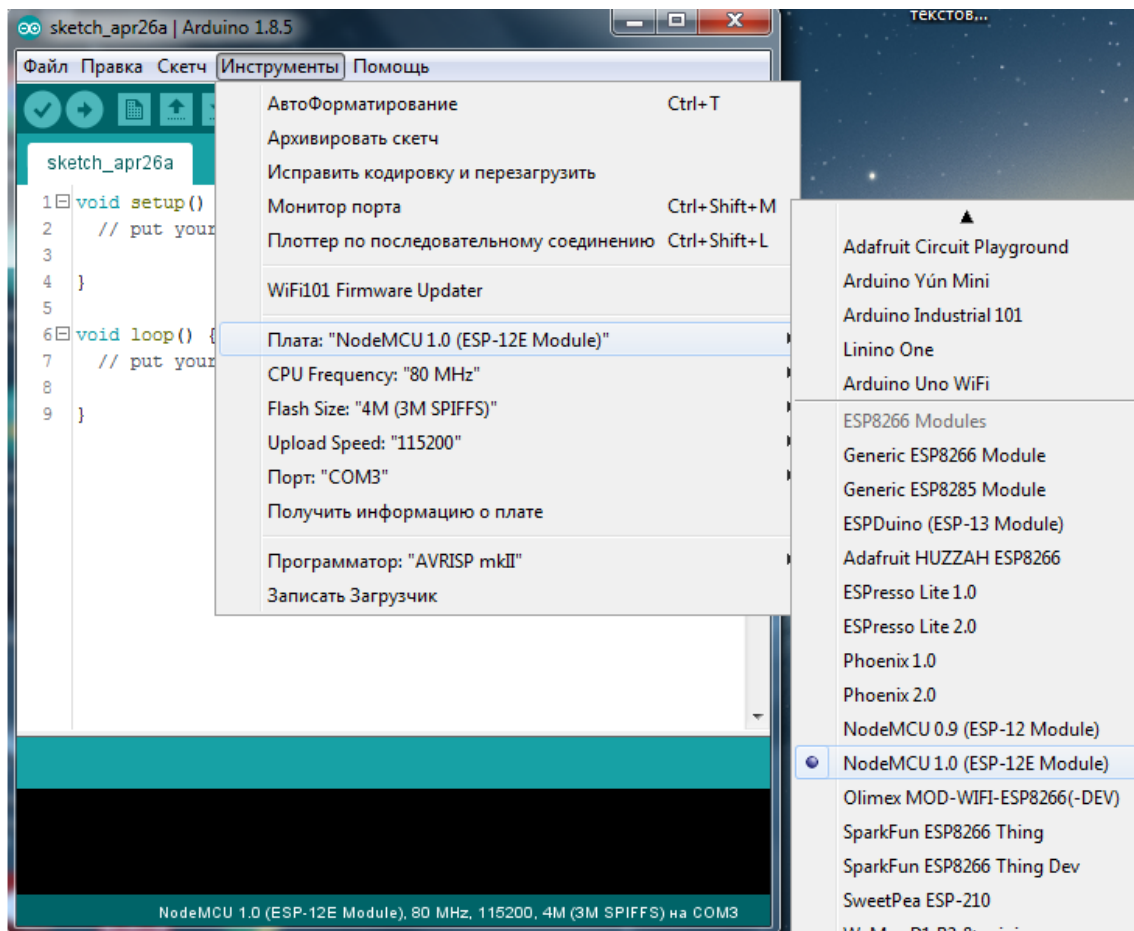 текстов...
sketch_apr26a | Arduino 1.8.5
Файл Правка Скетч Инструменты Помощь
sketch_apr26a
1 void setup()
2 // put your
3
4 }
5
6 void loop() {
7 // put your
8
9 }
АвтоФорматирование Ctrl+T
Архивировать скетч
Исправить кодировку и перезагрузить
Монитор порта Ctrl+Shift+M
Плоттер по последовательному соединению Ctrl+Shift+L
WiFi101 Firmware Updater
Плата: "NodeMCU 1.0 (ESP-12E Module)"
CPU Frequency: "80 MHz"
Flash Size: "4M (3M SPIFFS)"
Upload Speed: "115200"
Порт: "COM3"
Получить информацию о плате
Программатор: "AVRISP mkII"
Записать Загрузчик
Adafruit Circuit Playground
Arduino Yún Mini
Arduino Industrial 101
Linino One
Arduino Uno WiFi
ESP8266 Modules
Generic ESP8266 Module
Generic ESP8285 Module
ESPDuino (ESP-13 Module)
Adafruit HUZZAH ESP8266
ESPresso Lite 1.0
ESPresso Lite 2.0
Phoenix 1.0
Phoenix 2.0
NodeMCU 0.9 (ESP-12 Module)
NodeMCU 1.0 (ESP-12E Module)
Olimex MOD-WIFI-ESP8266(-DEV)
SparkFun ESP8266 Thing
SparkFun ESP8266 Thing Dev
SweetPea ESP-210
NodeMCU 1.0 (ESP-12E Module), 80 MHz, 115200, 4M (3M SPIFFS) на COM3